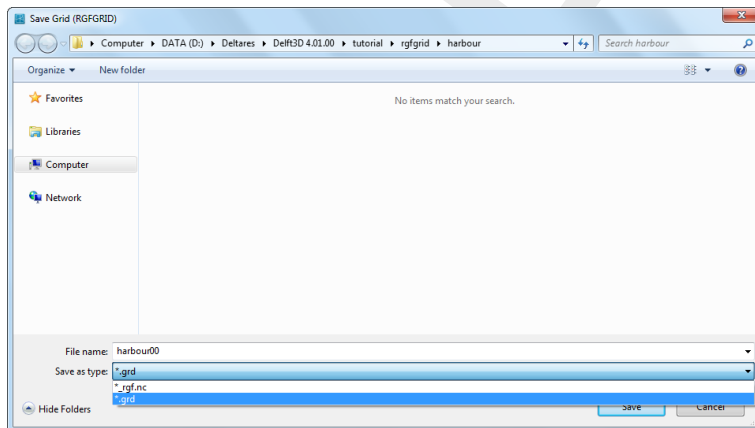 Save Grid (RGFGRID)
Computer ▸ DATA (D:) ▸ Deltares ▸ Delft3D 4.01.00 ▸ tutorial ▸ rgfgrid ▸ harbour
Search harbour
Organize ▾ New folder
Favorites
No items match your search.
Libraries
Computer
Network
File name: harbour00
Save as type: *.grd
*_rgf.nc
*.grd
Hide Folders Save Cancel